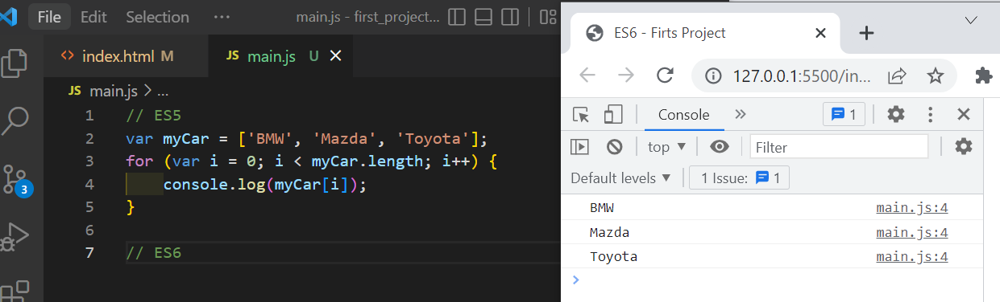 File Edit Selection ··· main.js - first_project...
index.html M JS main.js U
JS main.js > ...
1 // ES5
2 var myCar = ['BMW', 'Mazda', 'Toyota'];
3 for (var i = 0; i < myCar.length; i++) {
4 console.log(myCar[i]);
5 }
6
7 // ES6
3
ES6 - Firts Project
127.0.0.1:5500/in...
Console 1
top Filter
Default levels 1 Issue: 1
BMW main.js:4
Mazda main.js:4
Toyota main.js:4